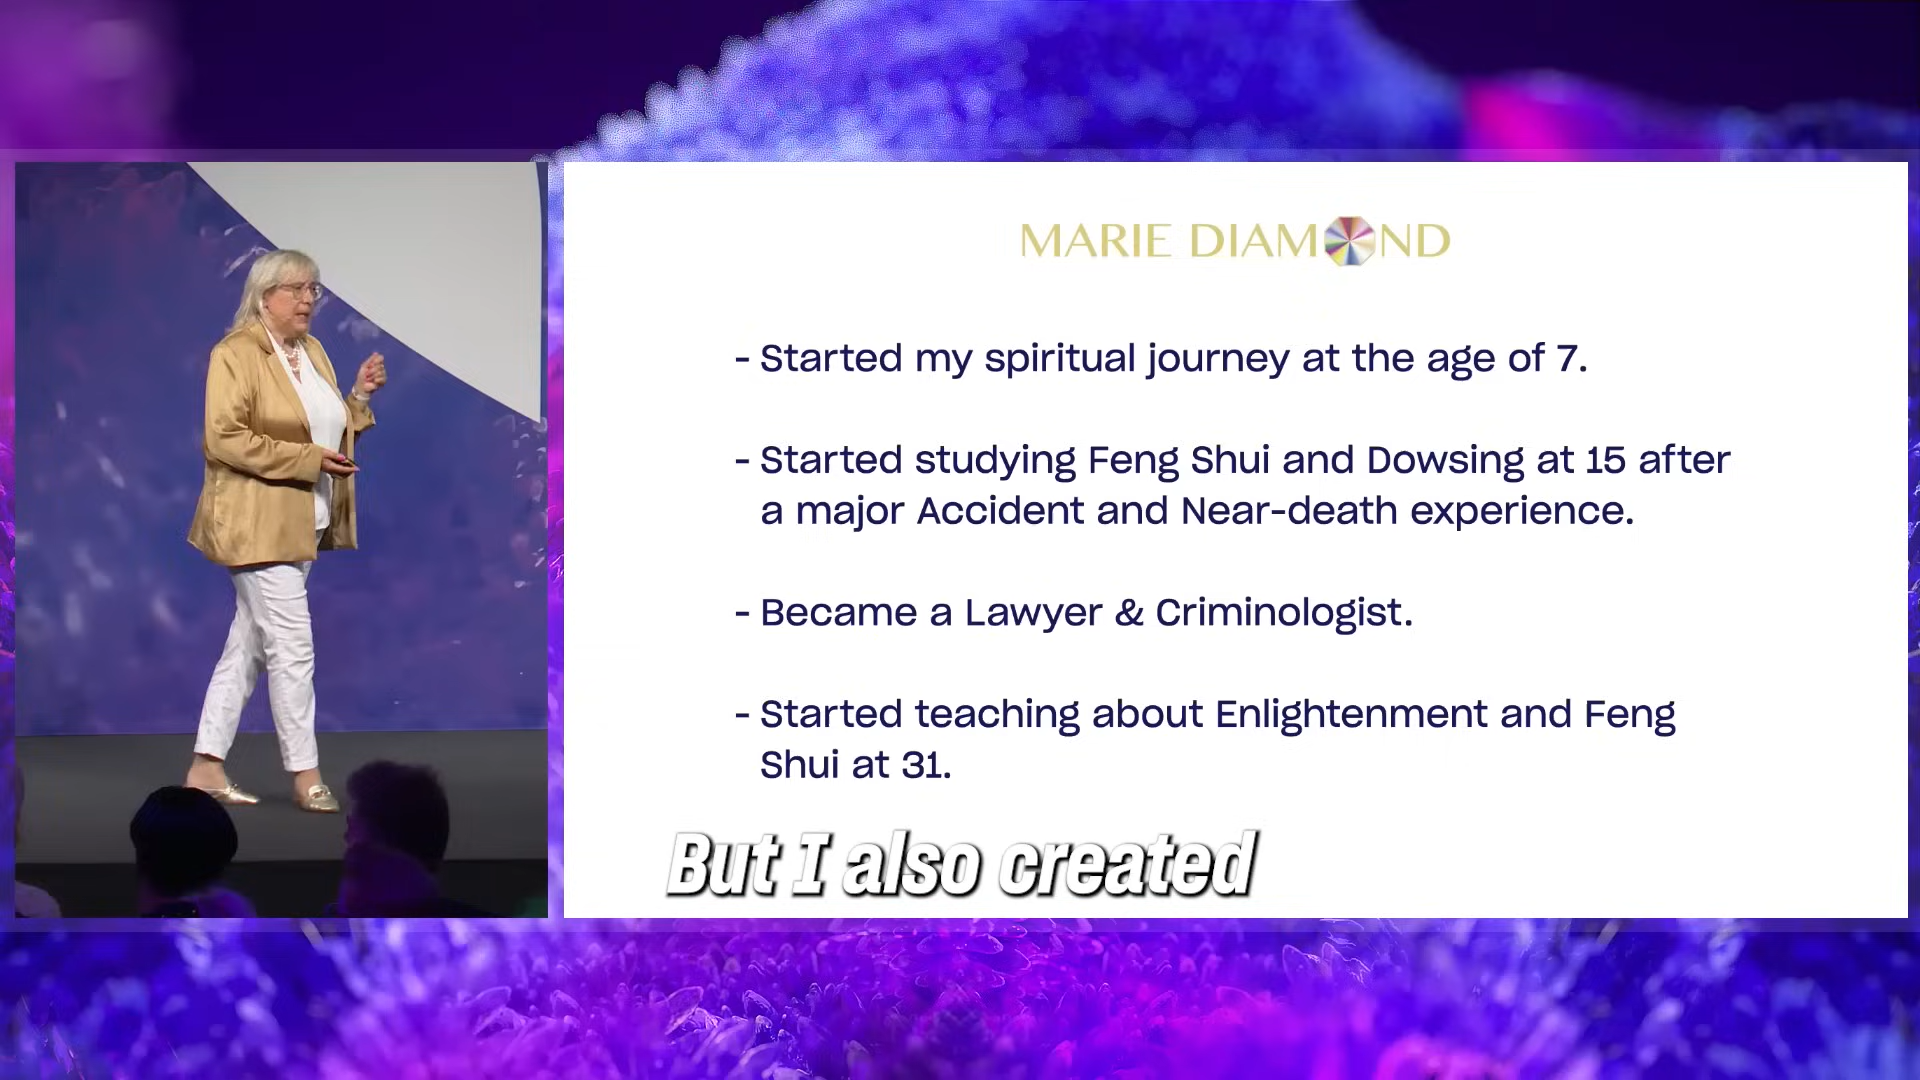 MARIE DIAMOND
- Started my spiritual journey at the age of 7.
- Started studying Feng Shui and Dowsing at 15 after
a major Accident and Near-death experience.
- Became a Lawyer & Criminologist.
- Started teaching about Enlightenment and Feng
Shui at 31.
But I also created